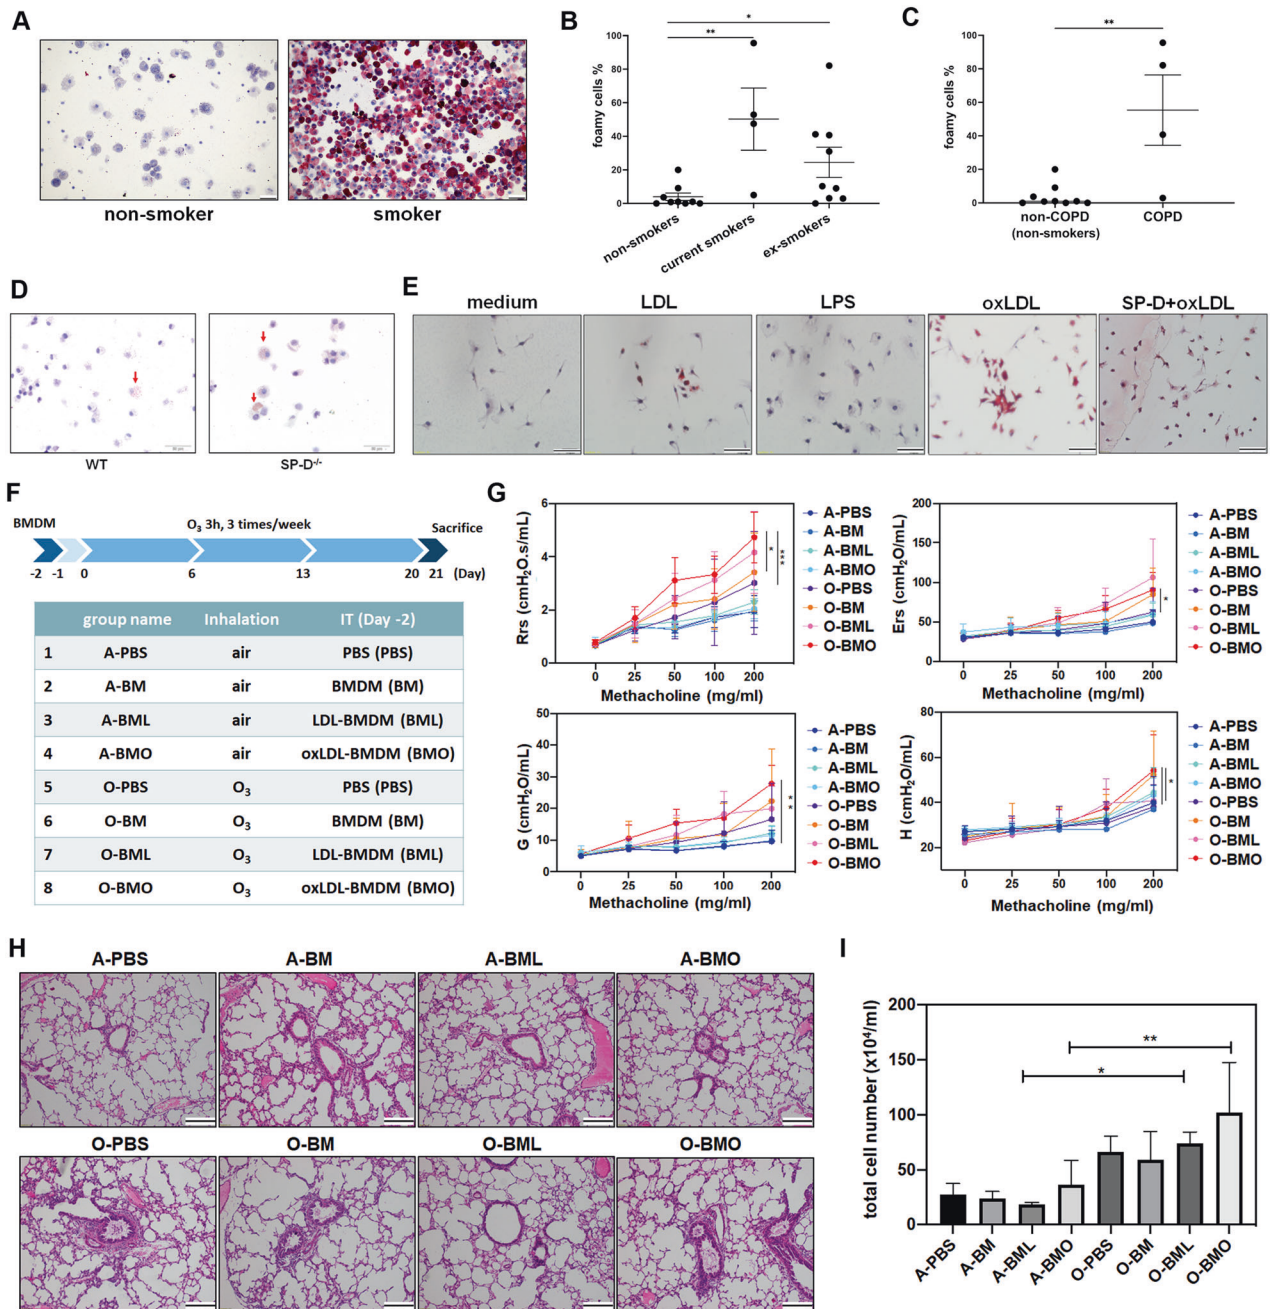 A
non-smoker
smoker
B
*
**
foamy cells %
100
80
60
40
20
0
non-smokers
current smokers
ex-smokers
C
**
foamy cells %
100
80
60
40
20
0
non-COPD
(non-smokers)
COPD
D
WT
SP-D-/-
E
medium
LDL
LPS
oxLDL
SP-D+oxLDL
F
BMDM
O3 3h, 3 times/week
Sacrifice
-2 -1 0 6 13 20 21 (Day)
group name Inhalation IT (Day -2)
1 A-PBS air PBS (PBS)
2 A-BM air BMDM (BM)
3 A-BML air LDL-BMDM (BML)
4 A-BMO air oxLDL-BMDM (BMO)
5 O-PBS O3 PBS (PBS)
6 O-BM O3 BMDM (BM)
7 O-BML O3 LDL-BMDM (BML)
8 O-BMO O3 oxLDL-BMDM (BMO)
G
Rrs (cmH2O.s/mL)
6
4
2
0
0 25 50 100 200
Methacholine (mg/ml)
*
***
A-PBS
A-BM
A-BML
A-BMO
O-PBS
O-BM
O-BML
O-BMO
Ers (cmH2O/mL)
150
100
50
0
0 25 50 100 200
Methacholine (mg/ml)
*
A-PBS
A-BM
A-BML
A-BMO
O-PBS
O-BM
O-BML
O-BMO
G (cmH2O/mL)
50
40
30
20
10
0
0 25 50 100 200
Methacholine (mg/ml)
**
A-PBS
A-BM
A-BML
A-BMO
O-PBS
O-BM
O-BML
O-BMO
H (cmH2O/mL)
80
60
40
20
0 25 50 100 200
Methacholine (mg/ml)
*
A-PBS
A-BM
A-BML
A-BMO
O-PBS
O-BM
O-BML
O-BMO
H
A-PBS
A-BM
A-BML
A-BMO
O-PBS
O-BM
O-BML
O-BMO
I
total cell number (x10^4/ml)
200
150
100
50
0
**
*
A-PBS
A-BM
A-BML
A-BMO
O-PBS
O-BM
O-BML
O-BMO